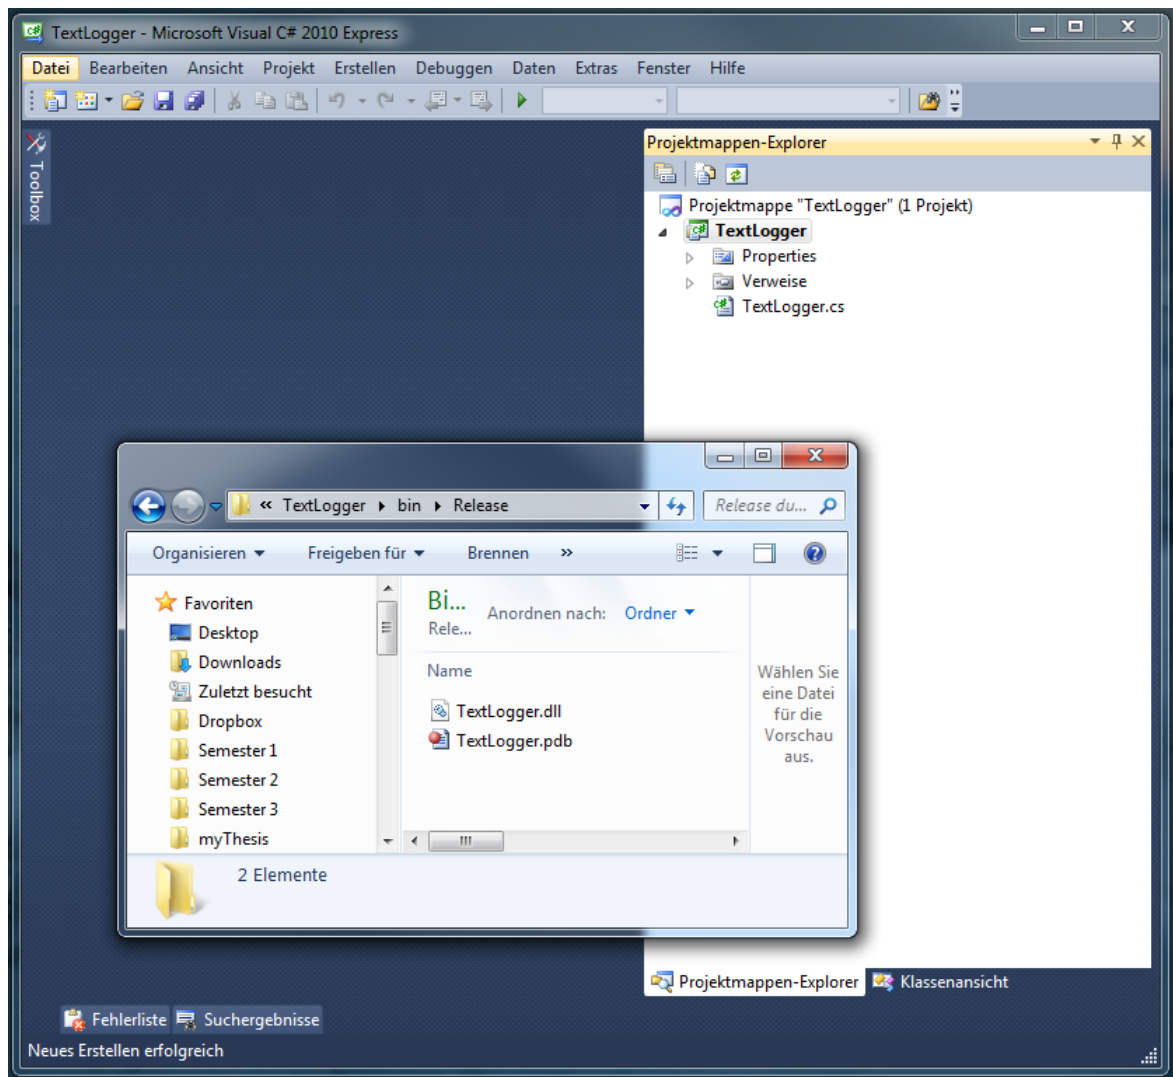 TextLogger - Microsoft Visual C# 2010 Express
Datei Bearbeiten Ansicht Projekt Erstellen Debuggen Daten Extras Fenster Hilfe
Toolbox
Projektmappen-Explorer
Projektmappe "TextLogger" (1 Projekt)
TextLogger
Properties
Verweise
TextLogger.cs
« TextLogger bin Release
Release du...
Organisieren Freigeben für Brennen »
Favoriten
Desktop
Downloads
Zuletzt besucht
Dropbox
Semester 1
Semester 2
Semester 3
myThesis
Bi...
Rele...
Anordnen nach: Ordner
Name
TextLogger.dll
TextLogger.pdb
Wählen Sie
eine Datei
für die
Vorschau
aus.
2 Elemente
Projektmappen-Explorer Klassenansicht
Fehlerliste Suchergebnisse
Neues Erstellen erfolgreich